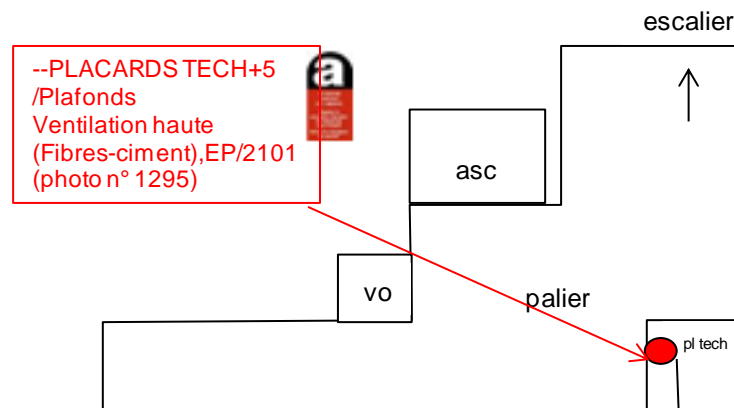 escalier
--PLACARDS TECH+5
/Plafonds
Ventilation haute
(Fibres-ciment),EP/2101
(photo n° 1295)
a
asc
vo
palier
pl tech